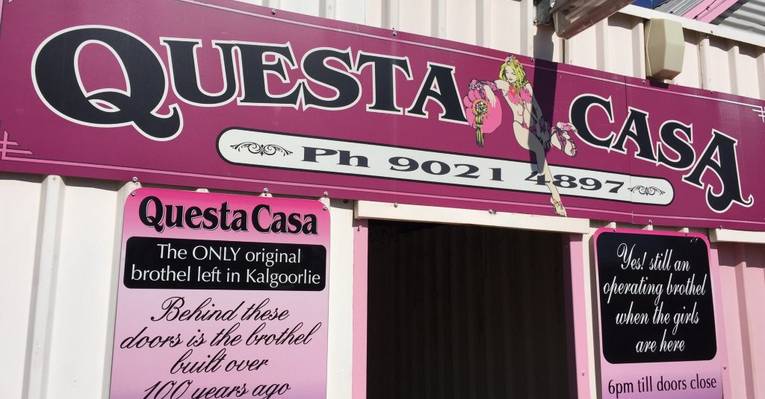 QUESTA CASA
Ph 9021 4897
Questa Casa
The ONLY original
brothel left in Kalgoorlie
Behind these
doors is the brothel
built over
100 years ago
Yes! still an
operating brothel
when the girls
are here
6pm till doors close